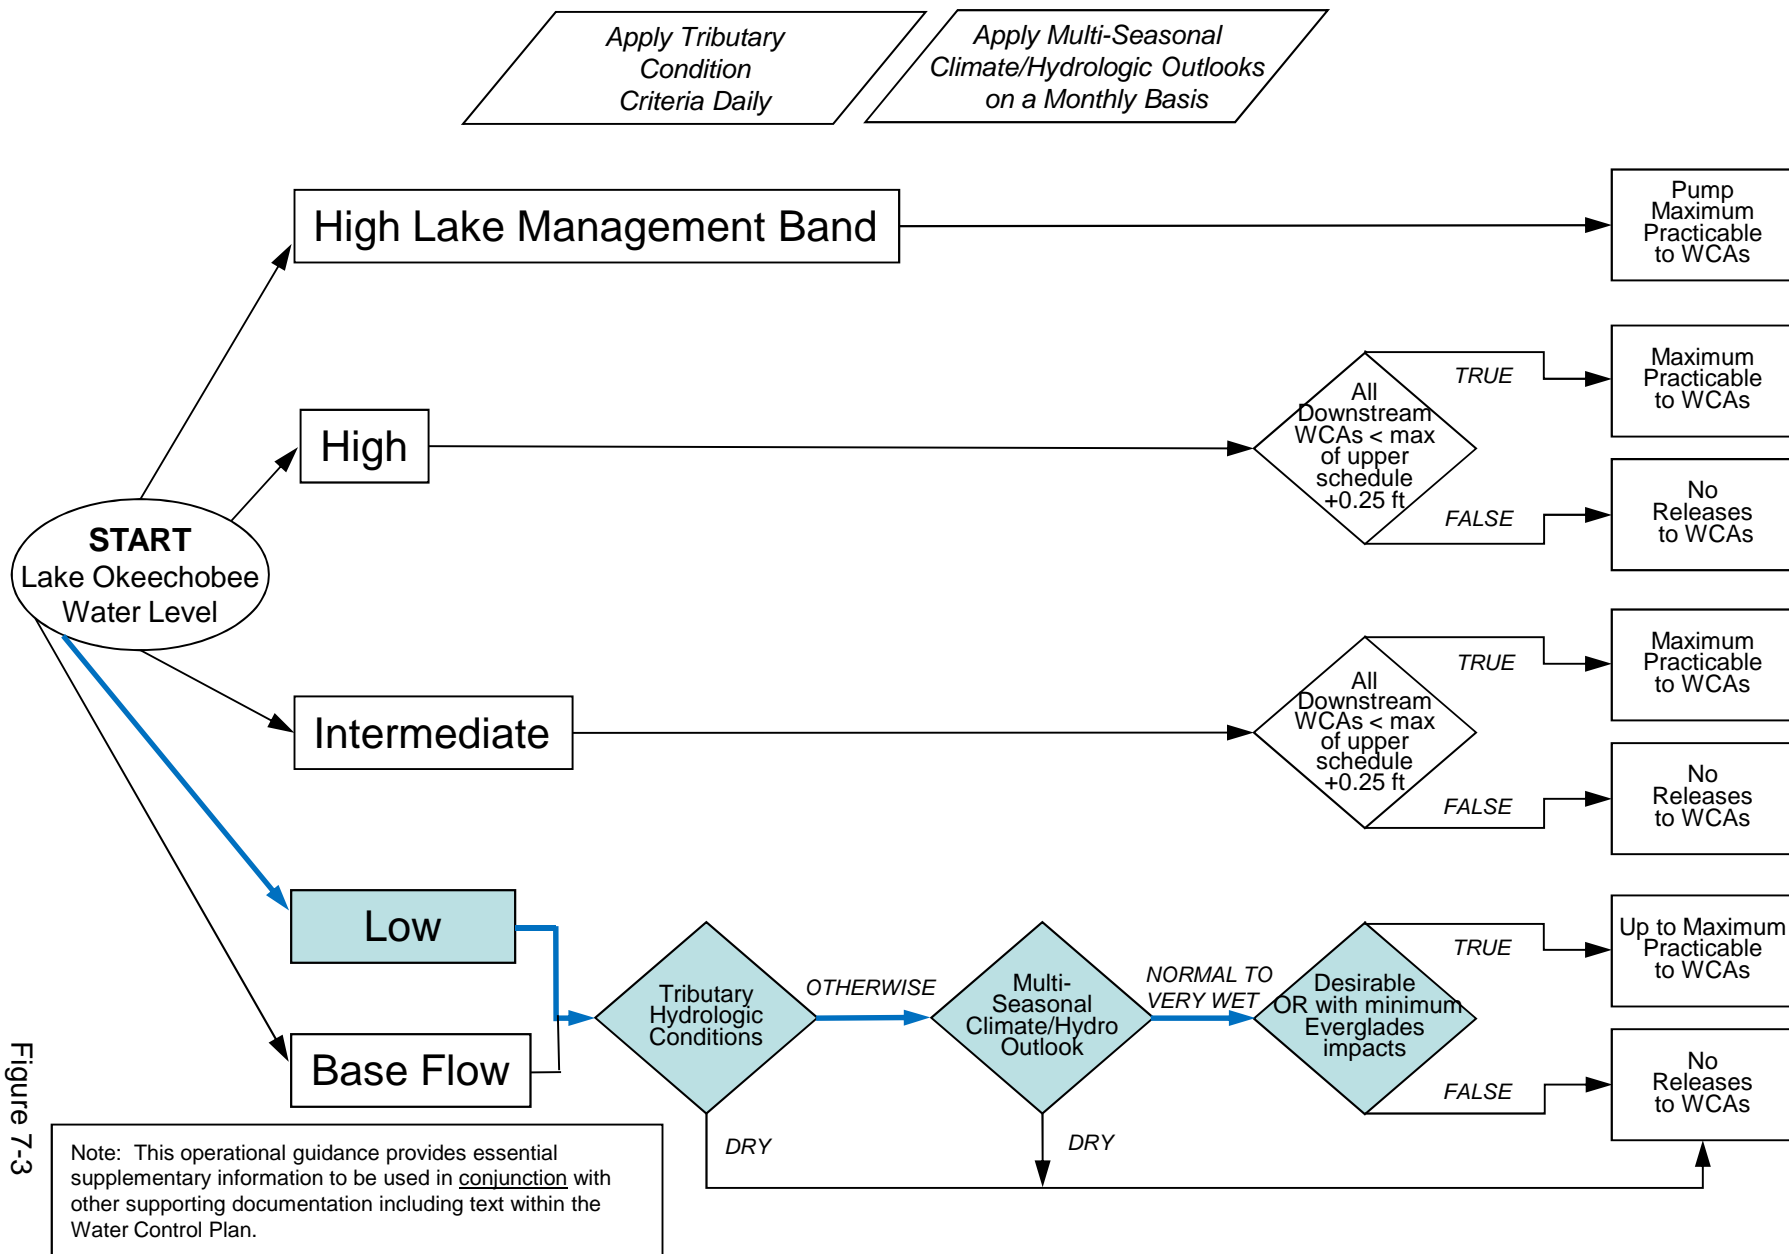 Apply Tributary
Condition
Criteria Daily
Apply Multi-Seasonal
Climate/Hydrologic Outlooks
on a Monthly Basis
High Lake Management Band
Pump
Maximum
Practicable
to WCAs
High
All
Downstream
WCAs < max
of upper
schedule
+0.25 ft
TRUE
Maximum
Practicable
to WCAs
FALSE
No
Releases
to WCAs
START
Lake Okeechobee
Water Level
Intermediate
All
Downstream
WCAs < max
of upper
schedule
+0.25 ft
TRUE
Maximum
Practicable
to WCAs
FALSE
No
Releases
to WCAs
Low
Base Flow
Tributary
Hydrologic
Conditions
OTHERWISE
Multi-
Seasonal
Climate/Hydro
Outlook
NORMAL TO
VERY WET
Desirable
OR with minimum
Everglades
impacts
TRUE
Up to Maximum
Practicable
to WCAs
FALSE
No
Releases
to WCAs
DRY
DRY
Figure 7-3
Note:  This operational guidance provides essential
supplementary information to be used in conjunction with
other supporting documentation including text within the
Water Control Plan.